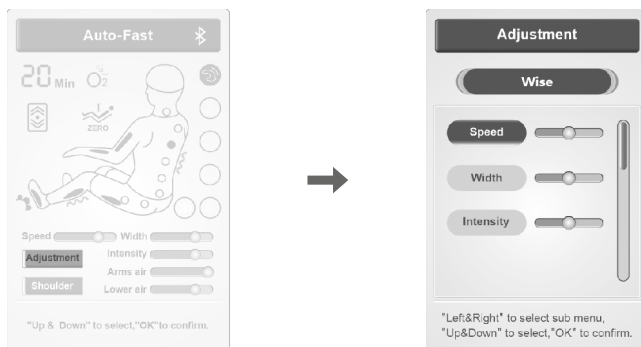 Auto-Fast
20 Min O2
ZERO
Speed Width
Adjustment Intensity
Arms air
Shoulder Lower air
"Up & Down" to select,"OK"to confirm.
Adjustment
Wise
Speed
Width
Intensity
"Left&Right" to select sub menu,
"Up&Down" to select,"OK" to confirm.